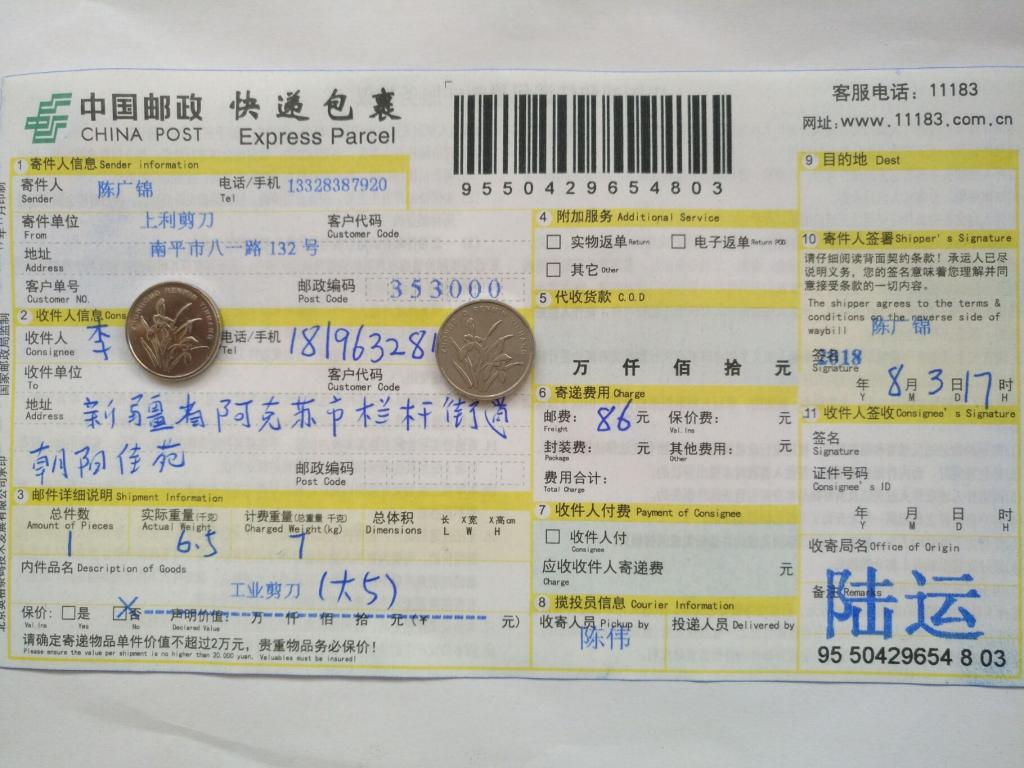 中国邮政 快递包裹
CHINA POST Express Parcel
9 5 5 0 4 2 9 6 5 4 8 0 3
客服电话：11183
网址:www.11183.com.cn
1 寄件人信息 Sender information
寄件人 陈广锦 电话/手机 13328387920
Sender Tel
寄件单位 上利剪刀 客户代码
From Customer Code
地址 南平市八一路132号
Address
客户单号 邮政编码 353000
Customer NO. Post Code
2 收件人信息 Cons
收件人 李 电话/手机 181963281
Consignee Tel
收件单位 客户代码
To Customer Code
地址 新疆省阿克苏市栏杆街道
Address
朝阳佳苑
邮政编码
Post Code
3 邮件详细说明 Shipment Information
总件数 实际重量(千克) 计费重量(总重量 千克) 总体积 长 X宽 X高cm
Amount of Pieces Actual Weight Charged Weight(kg) Dimensions L W H
1 6.5 7
内件品名 Description of Goods
工业剪刀 (大5)
保价: 是 否 声明价值: 万 仟 佰 拾 元(￥ 元)
Val.Ins Yes No Declared Value
请确定寄递物品单件价值不超过2万元，贵重物品务必保价！
Please ensure the value per shipment is no higher than 20,000 yuan. Valuables must be insured!
4 附加服务 Additional Service
实物返单 Return 电子返单 Return POD
其它 Other
5 代收货款 C.O.D
万 仟 佰 拾 元
6 寄递费用 Charge
邮费: 86 元 保价费: 元
Freight Val.Ins
封装费: 元 其他费用: 元
Package Other
费用合计: 元
Total Charge
7 收件人付费 Payment of Consignee
收件人付
Consignee
应收收件人寄递费 元
Charge
8 揽投员信息 Courier Information
收寄人员 Pickup by 投递人员 Delivered by
陈伟
9 目的地 Dest
10 寄件人签署 Shipper's Signature
请仔细阅读背面契约条款！承运人已尽
说明义务，您的签名意味着您理解并同
意接受条款的一切内容。
The shipper agrees to the terms &
conditions on the reverse side of
waybill 陈广锦
签名 2018
Signature
年 8 月 3 日 17 时
Y M D H
11 收件人签收 Consignee's Signature
签名
Signature
证件号码
Consignee's ID
年 月 日 时
Y M D H
收寄局名 Office of Origin
备注 Remarks
陆运
95 50429654 8 03